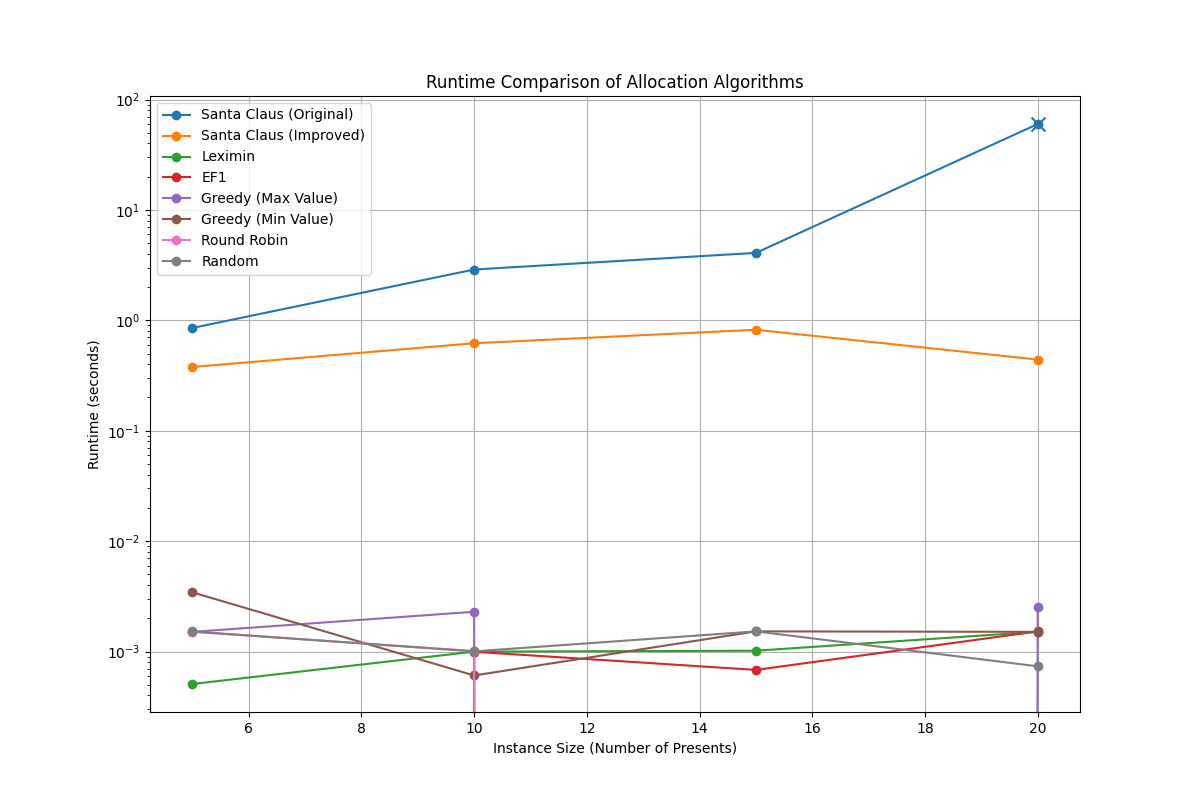 Runtime Comparison of Allocation Algorithms
Santa Claus (Original)
Santa Claus (Improved)
Leximin
EF1
Greedy (Max Value)
Greedy (Min Value)
Round Robin
Random
10²
10¹
10⁰
10⁻¹
10⁻²
10⁻³
Runtime (seconds)
6 8 10 12 14 16 18 20
Instance Size (Number of Presents)